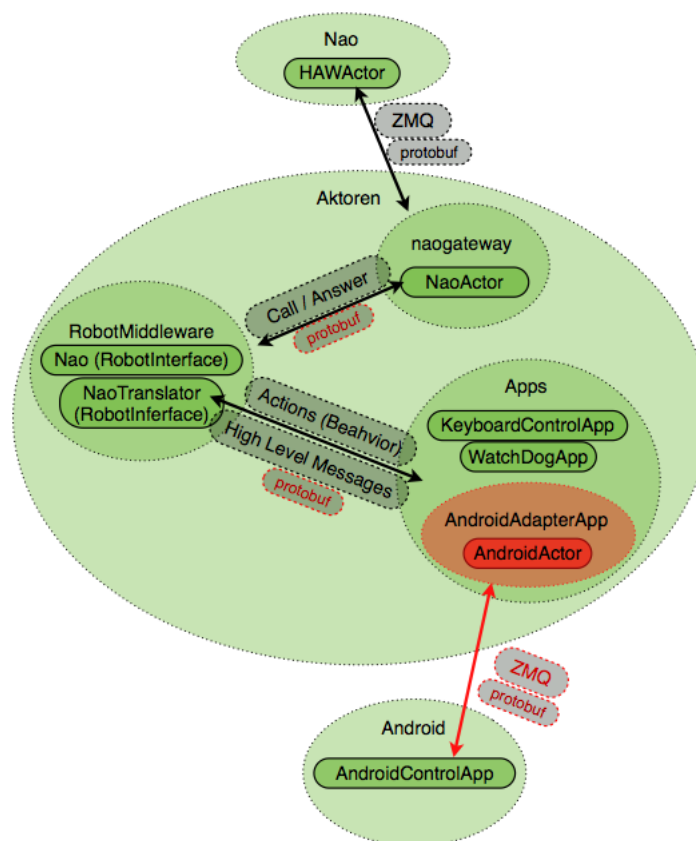 Nao
HAWActor
ZMQ
protobuf
Aktoren
naogateway
NaoActor
Call / Answer
protobuf
RobotMiddleware
Nao (RobotInterface)
NaoTranslator
(RobotInferface)
Actions (Beahvior)
High Level Messages
protobuf
Apps
KeyboardControlApp
WatchDogApp
AndroidAdapterApp
AndroidActor
ZMQ
protobuf
Android
AndroidControlApp